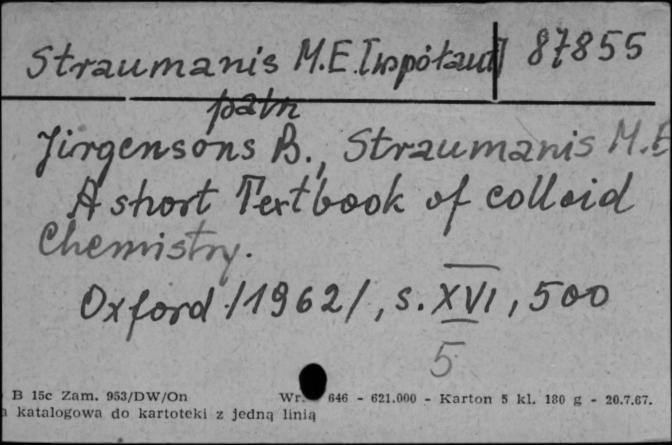 Straumanis M.E. [współaut] 87855
patrz
Jirgensons B., Straumanis M.E
A short Textbook of colloid
Chemistry.
Oxford /1962/, s. XVI, 500
5
B 15c Zam. 953/DW/On Wr. 646 - 621.000 - Karton 5 kl. 180 g - 20.7.67.
a katalogowa do kartoteki z jedną linią